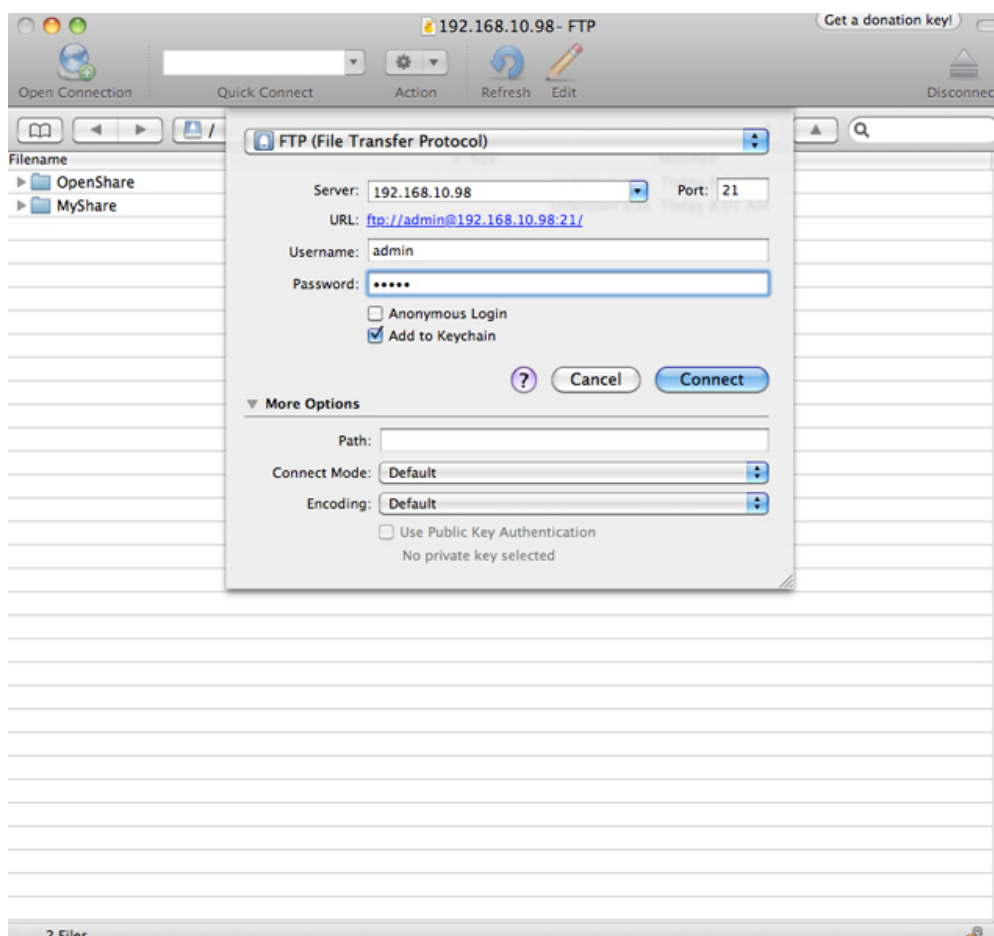 192.168.10.98- FTP
Get a donation key!
Open Connection
Quick Connect
Action
Refresh
Edit
Disconnec
/
Filename
OpenShare
MyShare
FTP (File Transfer Protocol)
Server: 192.168.10.98 Port: 21
URL: ftp://admin@192.168.10.98:21/
Username: admin
Password: •••••
Anonymous Login
Add to Keychain
? Cancel Connect
More Options
Path:
Connect Mode: Default
Encoding: Default
Use Public Key Authentication
No private key selected
2 Files